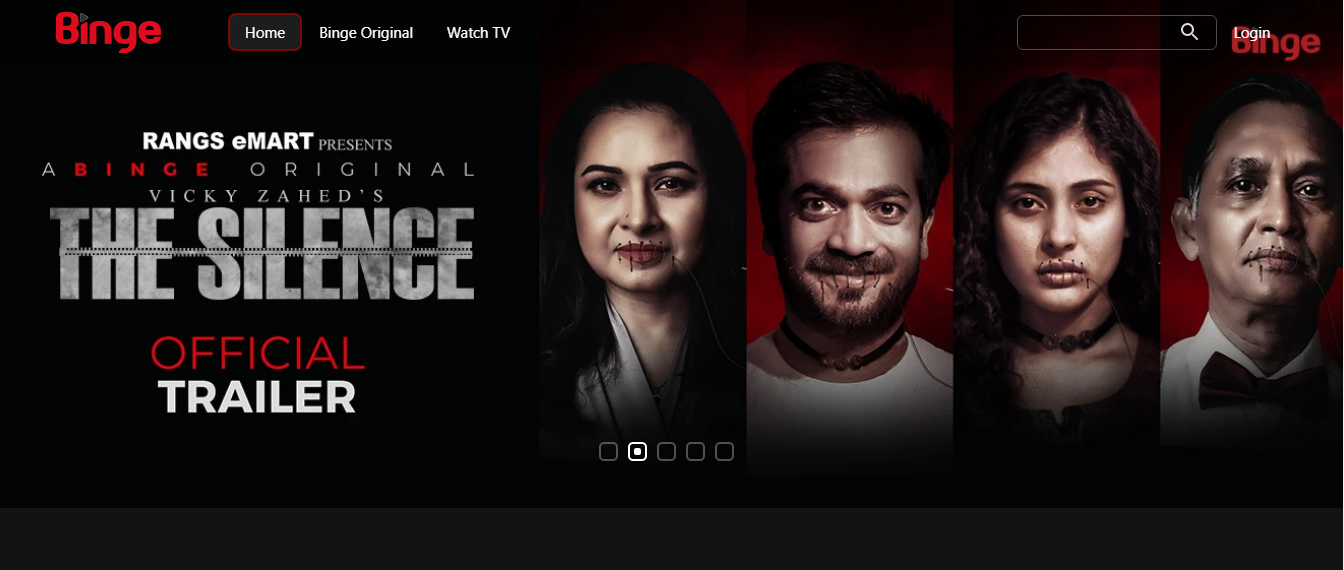 Binge
Home
Binge Original
Watch TV
Login
Binge
RANGS eMART PRESENTS
A BINGE ORIGINAL
VICKY ZAHED'S
THE SILENCE
OFFICIAL
TRAILER